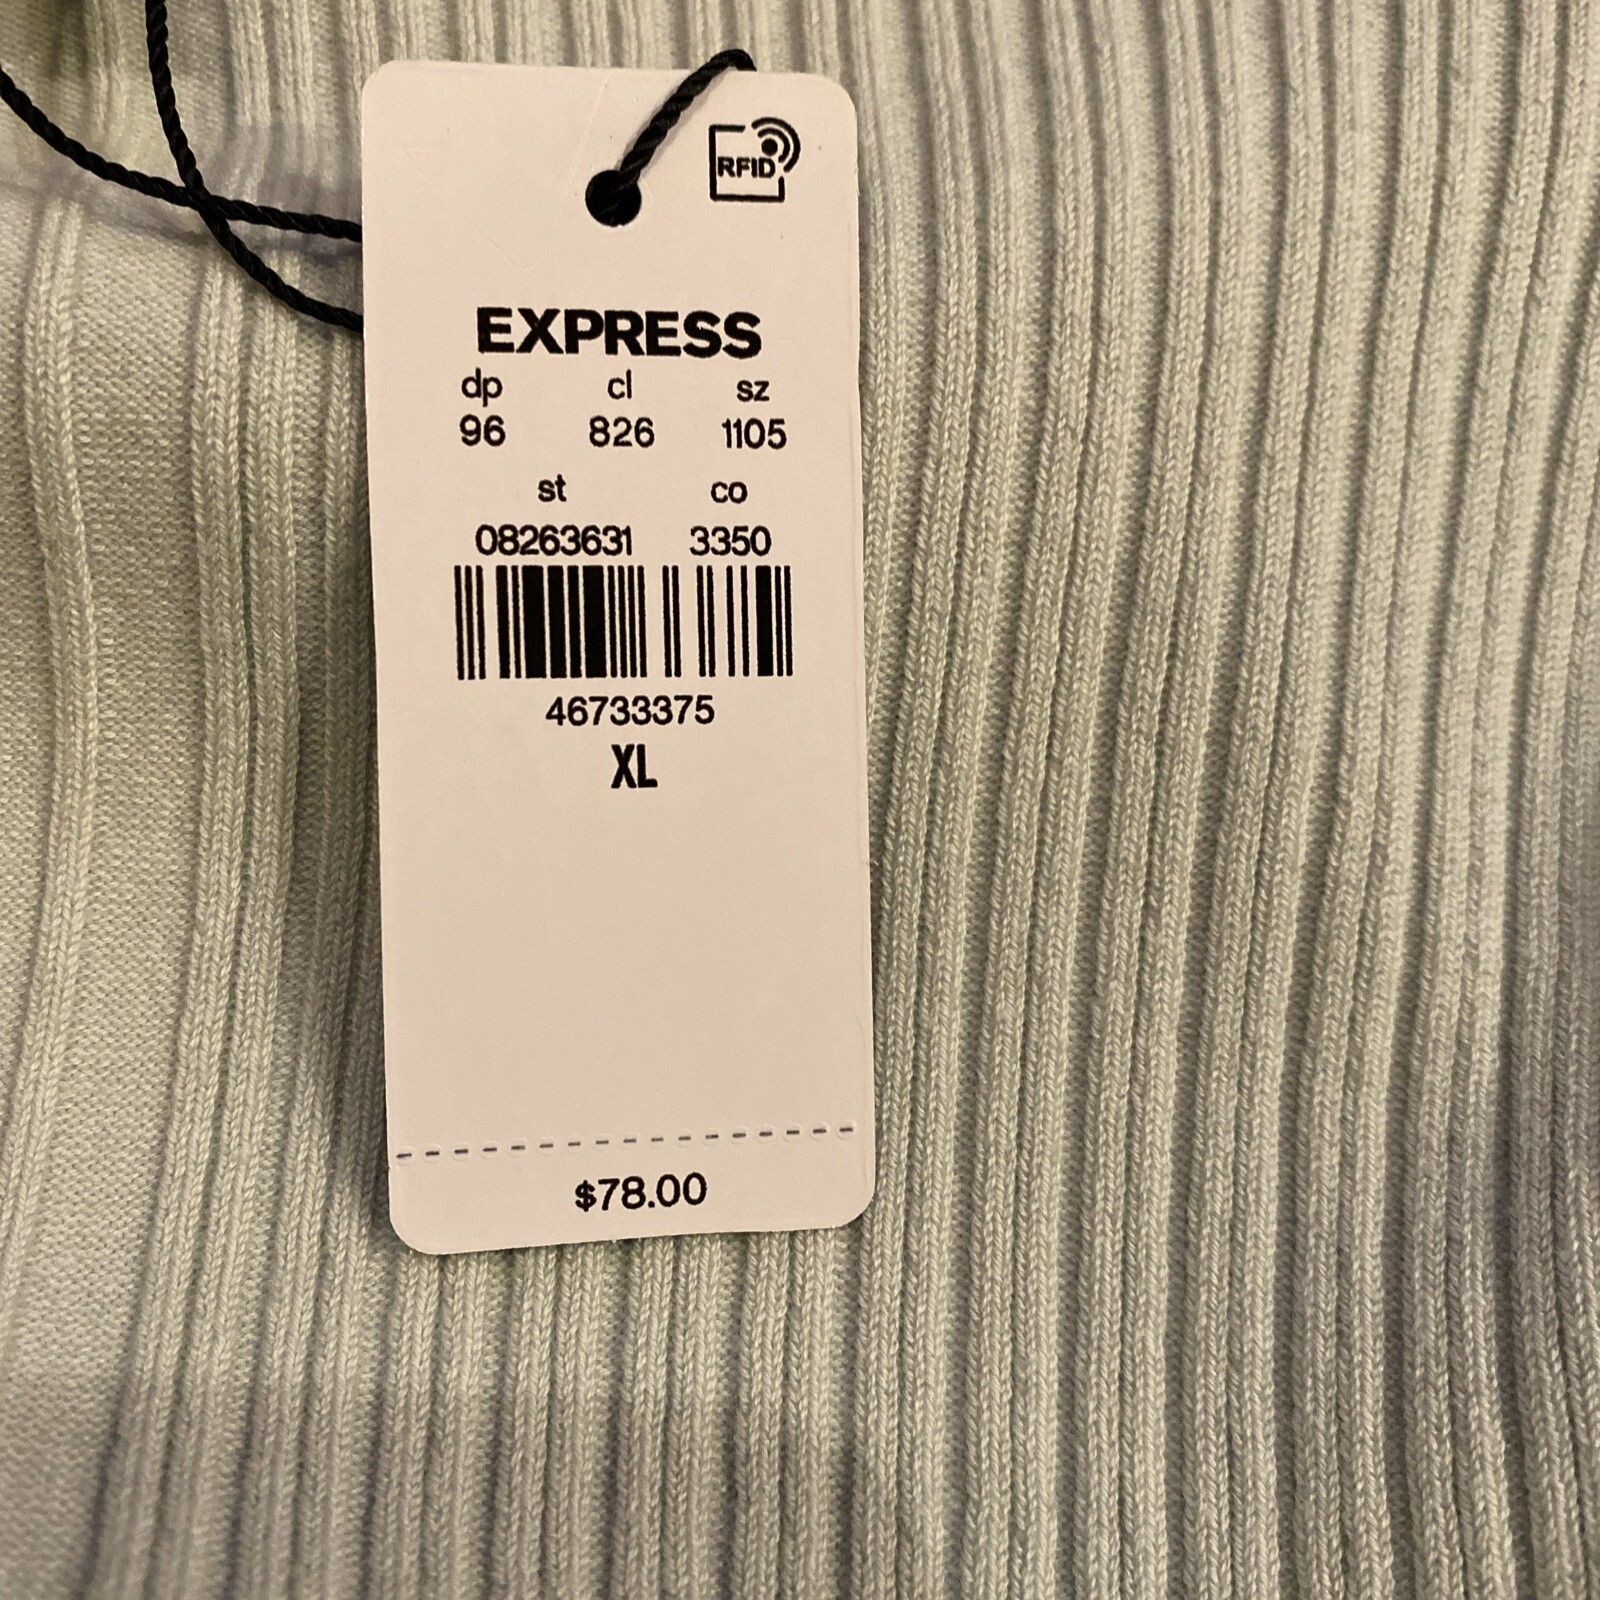 RFID
EXPRESS
dp cl sz
96 826 1105
st co
08263631 3350
46733375
XL
$78.00